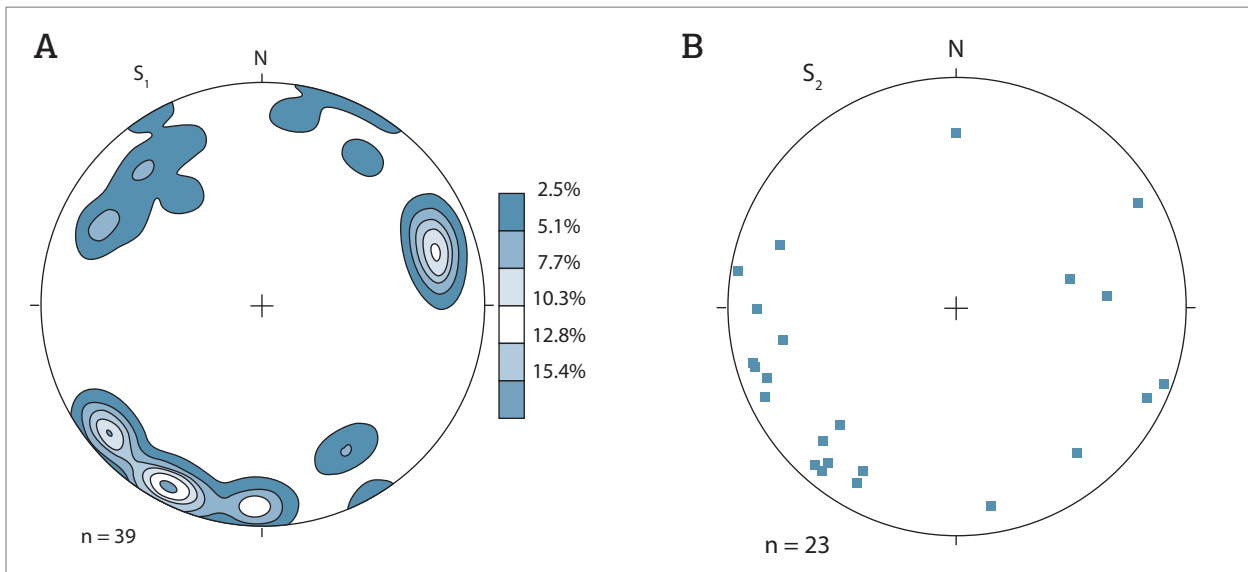 A
S₁
N
2.5%
5.1%
7.7%
10.3%
12.8%
15.4%
n = 39
B
S₂
N
n = 23